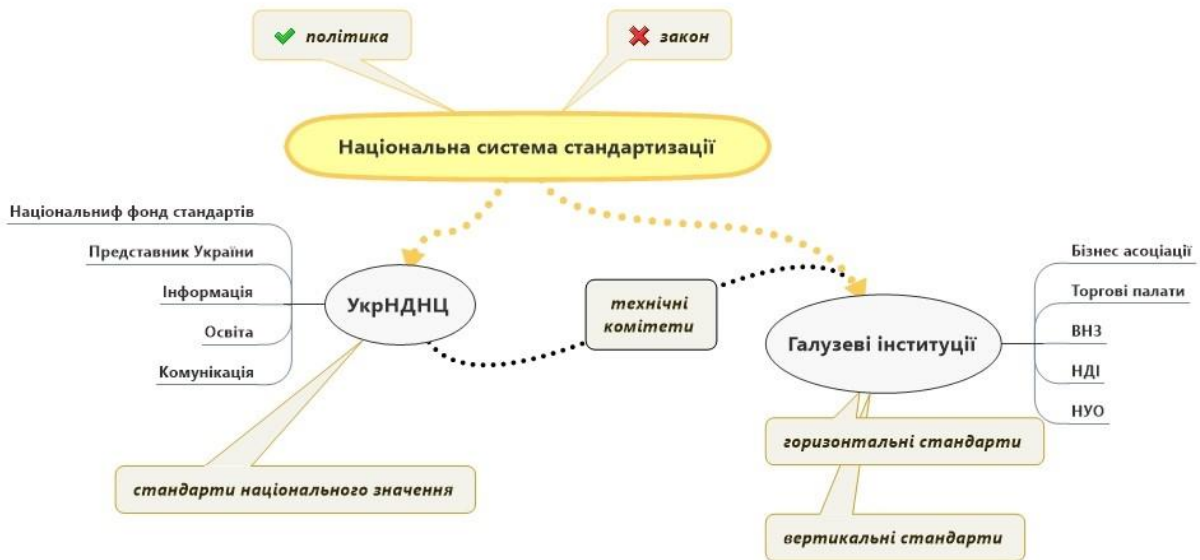 політика
закон
Національна система стандартизації
Національниф фонд стандартів
Представник України
Інформація
Освіта
Комунікація
УкрНДНЦ
технічні
комітети
Галузеві інституції
Бізнес асоціації
Торгові палати
ВНЗ
НДІ
НУО
горизонтальні стандарти
стандарти національного значення
вертикальні стандарти